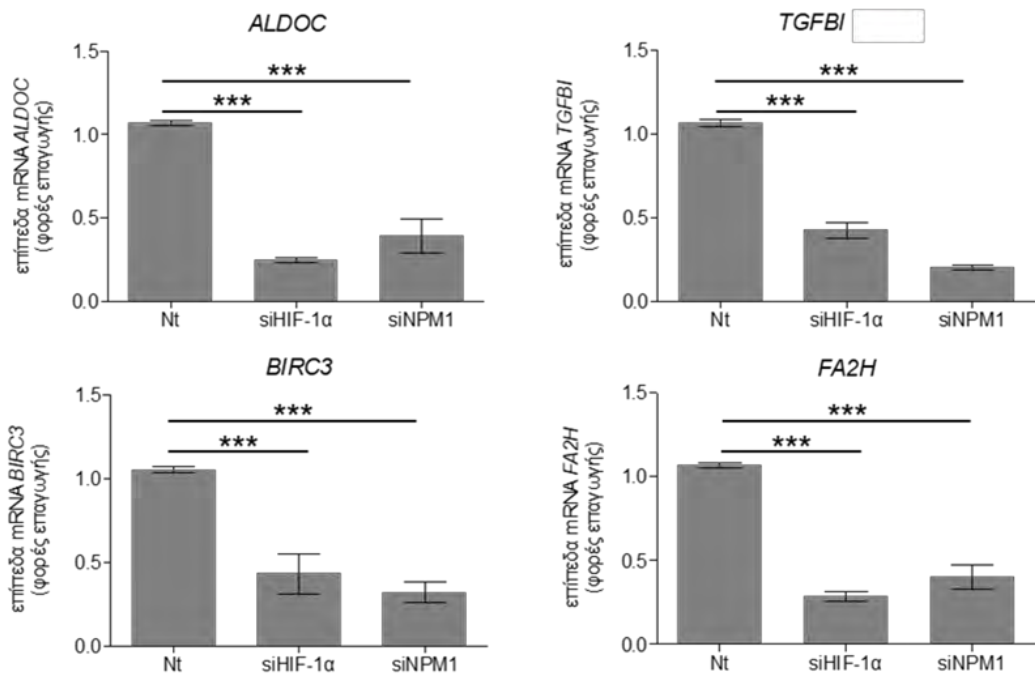 ALDOC
επίπεδα mRNA ALDOC
(φορές επαγωγής)
1.5
1.0
0.5
0.0
***
***
Nt siHIF-1α siNPM1
TGFBI
επίπεδα mRNA TGFBI
(φορές επαγωγής)
1.5
1.0
0.5
0.0
***
***
Nt siHIF-1α siNPM1
BIRC3
επίπεδα mRNA BIRC3
(φορές επαγωγής)
1.5
1.0
0.5
0.0
***
***
Nt siHIF-1α siNPM1
FA2H
επίπεδα mRNA FA2H
(φορές επαγωγής)
1.5
1.0
0.5
0.0
***
***
Nt siHIF-1α siNPM1